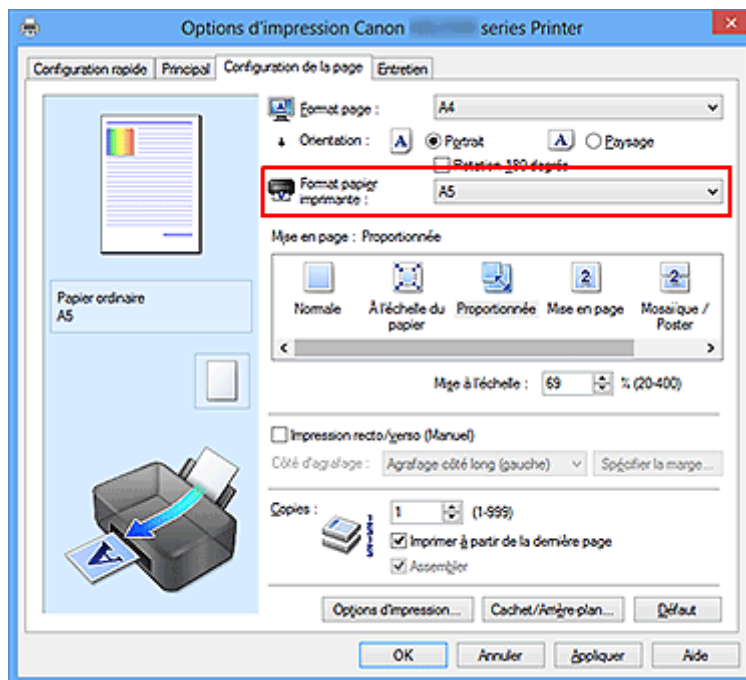 Options d'impression Canon series Printer
Configuration rapide Principal Configuration de la page Entretien
Format page : A4
Orientation : A Portrait A Paysage
Rotation 180 degrés
Format papier imprimante : A5
Mise en page : Proportionnée
Normale À l'échelle du papier Proportionnée Mise en page Mosaïque / Poster
Papier ordinaire
A5
Mise à l'échelle : 69 % (20-400)
Impression recto/verso (Manuel)
Côté d'agrafage : Agrafage côté long (gauche) Spécifier la marge...
Copies : 1 (1-999)
Imprimer à partir de la dernière page
Assembler
Options d'impression... Cachet/Arrière-plan... Défaut
OK Annuler Appliquer Aide